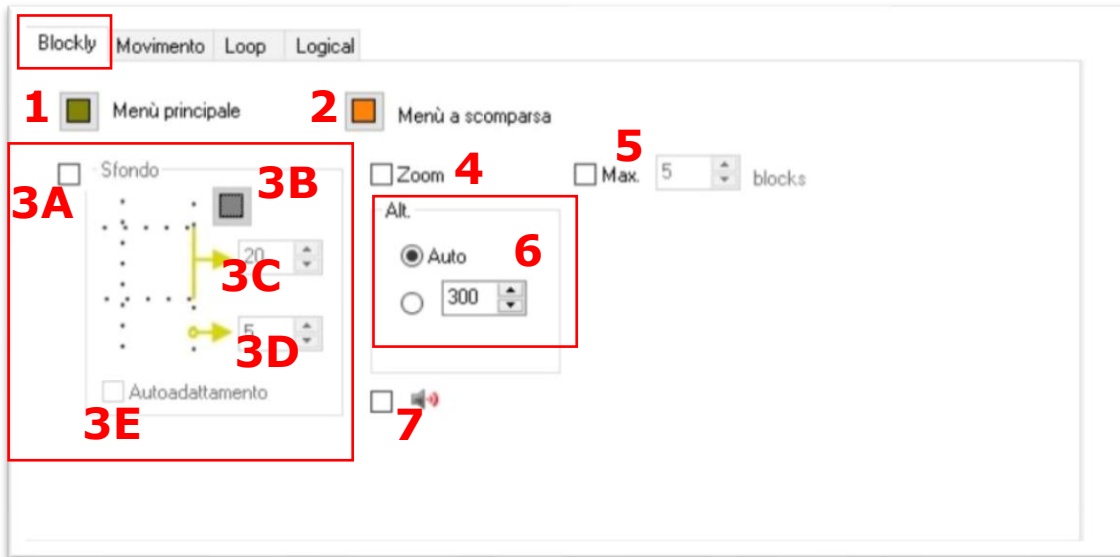 Blockly Movimento Loop Logical
1 Menù principale 2 Menù a scomparsa
5
3A Sfondo 3B Zoom 4 Max. 5 blocks
Alt.
20 3C Auto 6
300
5 3D
Autoadattamento
3E 7